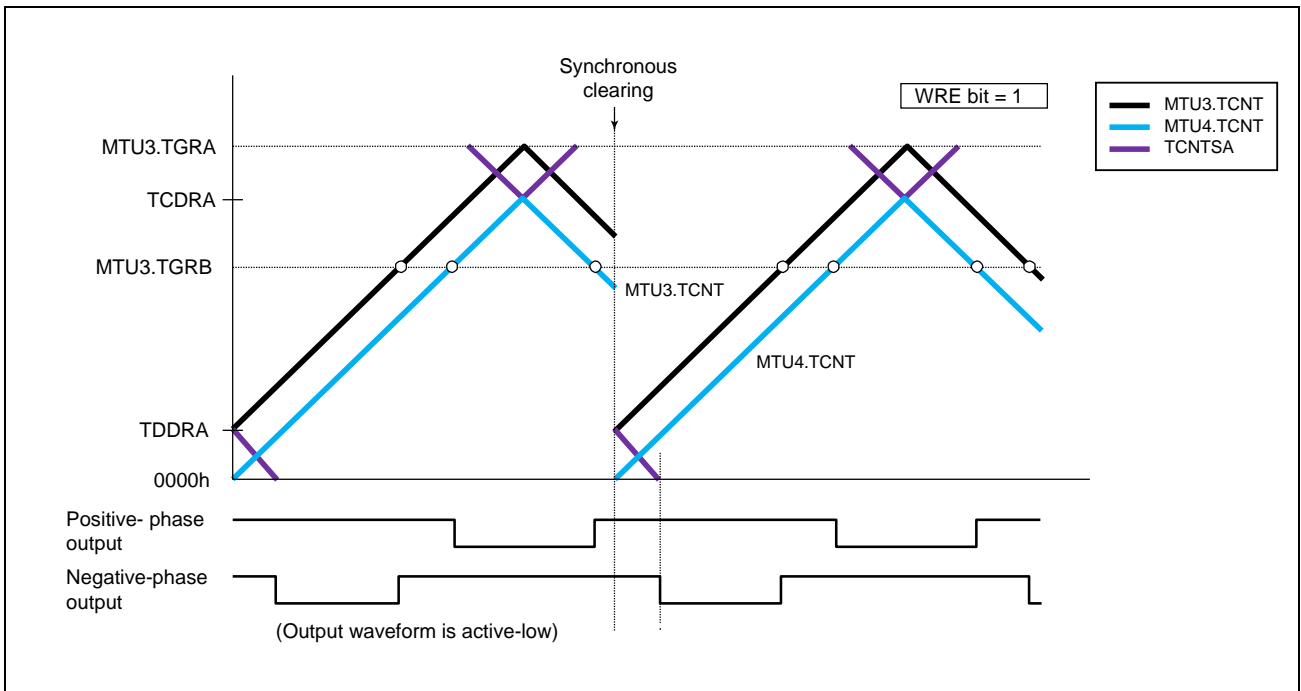 Synchronous
clearing
WRE bit = 1
MTU3.TCNT
MTU4.TCNT
TCNTSA
MTU3.TGRA
TCDRA
MTU3.TGRB
MTU3.TCNT
MTU4.TCNT
TDDRA
0000h
Positive- phase
output
Negative-phase
output
(Output waveform is active-low)